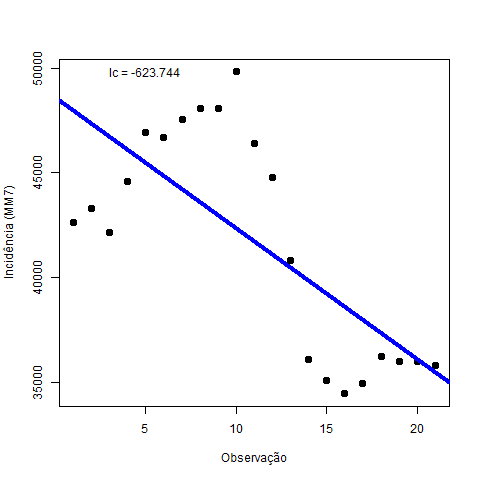 Ic = -623.744
50000
45000
40000
35000
Incidência (MM7)
5 10 15 20
Observação